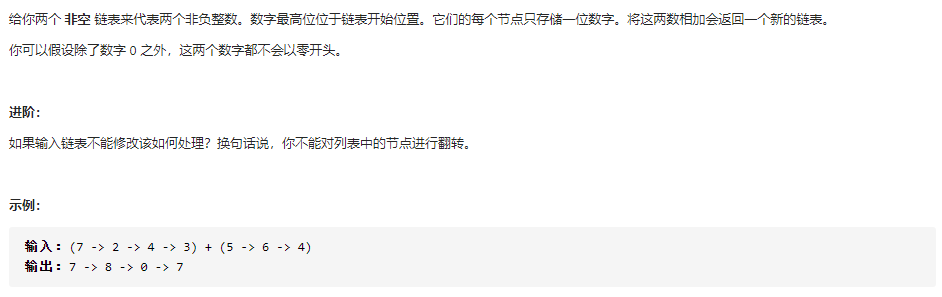 给你两个 非空 链表来代表两个非负整数。数字最高位位于链表开始位置。它们的每个节点只存储一位数字。将这两数相加会返回一个新的链表。
你可以假设除了数字 0 之外，这两个数字都不会以零开头。
进阶：
如果输入链表不能修改该如何处理？换句话说，你不能对列表中的节点进行翻转。
示例：
输入：(7 -> 2 -> 4 -> 3) + (5 -> 6 -> 4)
输出：7 -> 8 -> 0 -> 7